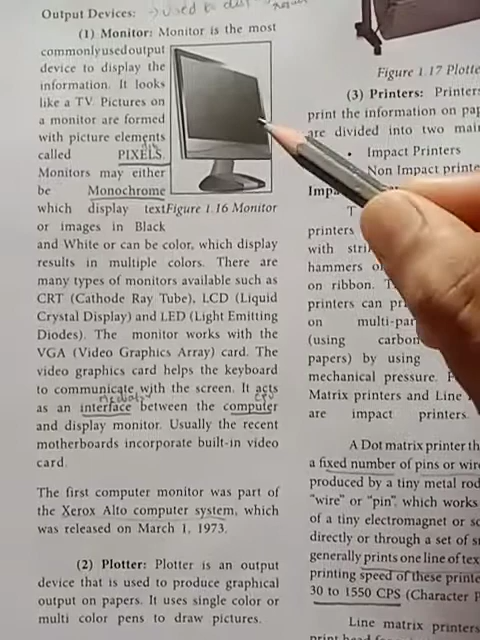 Output Devices: → used to
(1) Monitor: Monitor is the most
commonly used output
device to display the
information. It looks
like a TV. Pictures on
a monitor are formed
with picture elements
called PIXELS.
Monitors may either
be Monochrome
which display text
or images in Black
and White or can be color, which display
results in multiple colors. There are
many types of monitors available such as
CRT (Cathode Ray Tube), LCD (Liquid
Crystal Display) and LED (Light Emitting
Diodes). The monitor works with the
VGA (Video Graphics Array) card. The
video graphics card helps the keyboard
to communicate with the screen. It acts
CPU
as an interface between the computer
and display monitor. Usually the recent
motherboards incorporate built-in video
card.
The first computer monitor was part of
the Xerox Alto computer system, which
was released on March 1, 1973.
(2) Plotter: Plotter is an output
device that is used to produce graphical
output on papers. It uses single color or
multi color pens to draw pictures.
Figure 1.16 Monitor
Figure 1.17 Plotte
(3) Printers: Printer
print the information on pap
are divided into two mai
• Impact Printers
Non Impact printe
Impa
T
printers
with stri
hammers o
on ribbon. T
printers can pri
on multi-par
(using carbon
papers) by using
mechanical pressure. F
Matrix printers and Line
are impact printers.
A Dot matrix printer th
a fixed number of pins or wire
produced by a tiny metal rod
"wire" or "pin", which works
of a tiny electromagnet or so
directly or through a set of s
generally prints one line of tex
printing speed of these printe
30 to 1550 CPS (Character P
Line matrix printers
print head